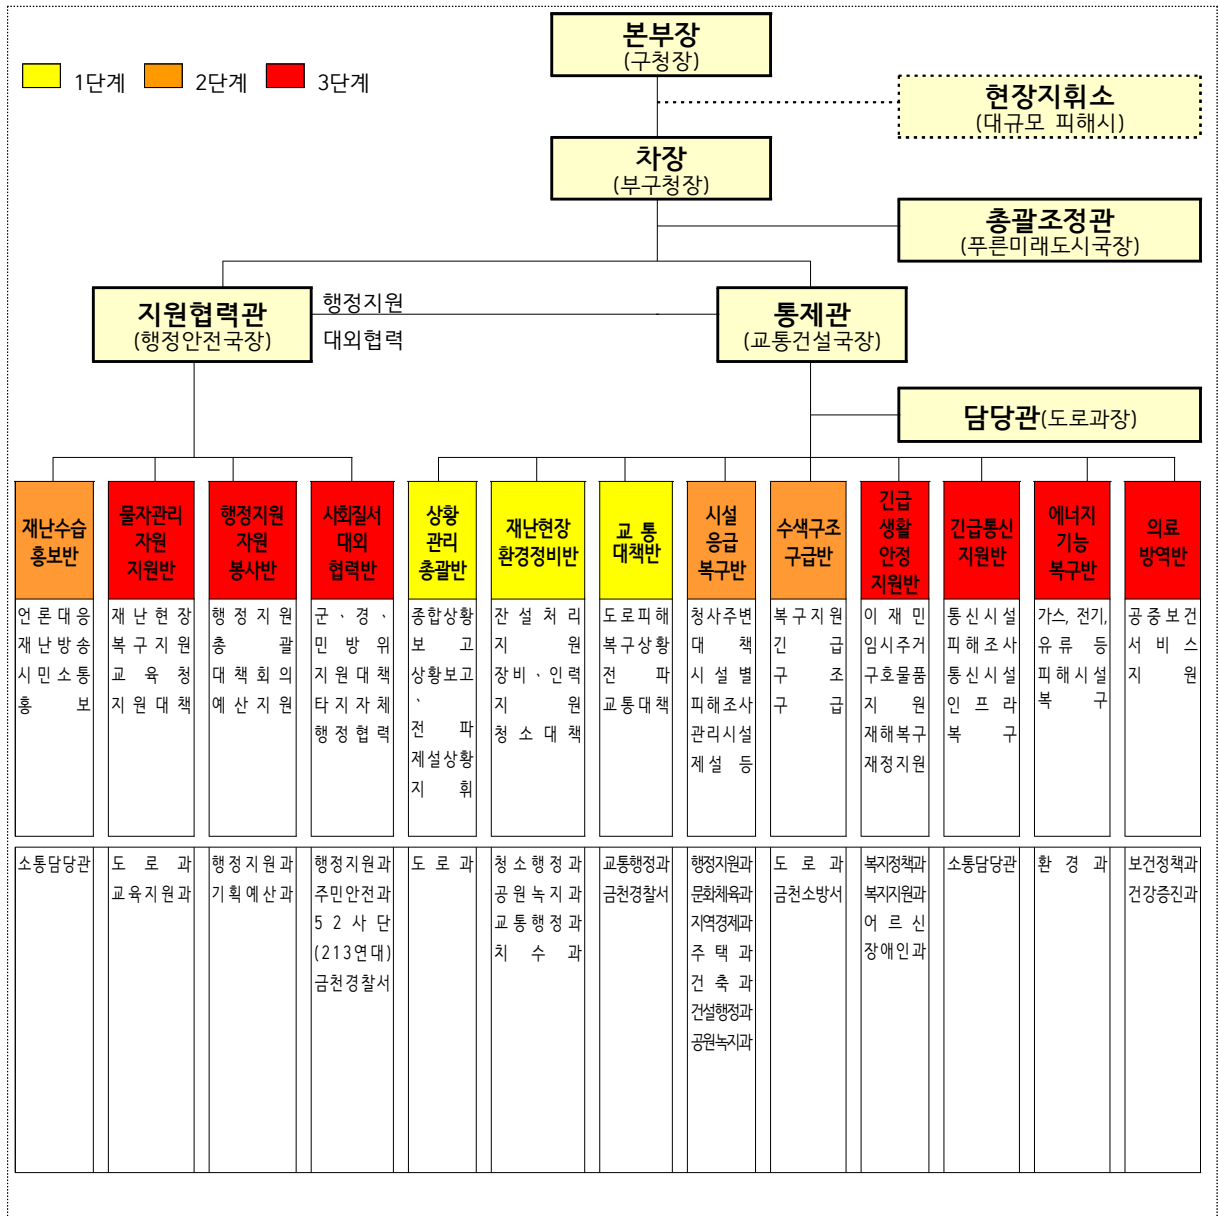 본부장
(구청장)
1단계 2단계 3단계
현장지휘소
(대규모 피해시)
차장
(부구청장)
총괄조정관
(푸른미래도시국장)
지원협력관
(행정안전국장)
행정지원
대외협력
통제관
(교통건설국장)
담당관(도로과장)
재난수습
홍보반
물자관리
자원
지원반
행정지원
자원
봉사반
사회질서
대외
협력반
상황
관리
총괄반
재난현장
환경정비반
교 통
대책반
시설
응급
복구반
수색구조
구급반
긴급
생활
안정
지원반
긴급통신
지원반
에너지
기능
복구반
의료
방역반
언론대응
재난방송
시민소통
홍 보
재난현장
복구지원
교 육 청
지원대책
행정지원
총 괄
대책회의
예산지원
군、경、
민 방 위
지원대책
타지자체
행정협력
종합상황
보 고
상황보고
、
전 파
제설상황
지 휘
잔설처리
지 원
장비、인력
지 원
청소대책
도로피해
복구상황
전 파
교통대책
청사주변
대 책
시 설 별
피해조사
관리시설
제설 등
복구지원
긴 급
구 조
구 급
이 재 민
임시주거
구호물품
지 원
재해복구
재정지원
통신시설
피해조사
통신시설
인 프 라
복 구
가스, 전기,
유류 등
피해시설
복 구
공중보건
서 비 스
지 원
소통담당관
도 로 과
교육지원과
행정지원과
기획예산과
행정지원과
주민안전과
5 2 사 단
(213연대)
금천경찰서
도 로 과
청소행정과
공원녹지과
교통행정과
치 수 과
교통행정과
금천경찰서
행정지원과
문화체육과
지역경제과
주 택 과
건 축 과
건설행정과
공원녹지과
도 로 과
금천소방서
복지정책과
복지지원과
어 르 신
장애인과
소통담당관
환 경 과
보건정책과
건강증진과